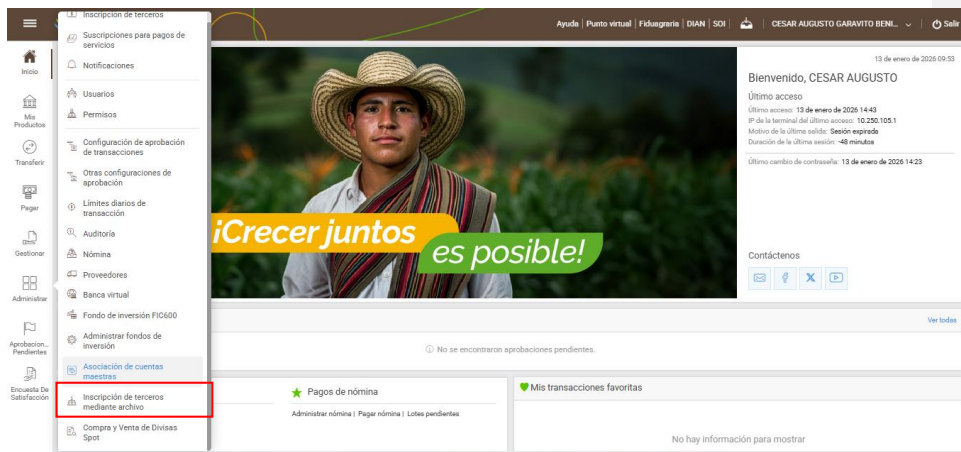 Ayuda | Punto virtual | Fiduagraria | DIAN | SOI |
CESAR AUGUSTO GARAVITO BENI...
Salir
Inicio
Mis
Productos
Transferir
Pagar
Gestionar
Administrar
Aprobacion...
Pendientes
Encuesta De
Satisfacción
Inscripción de terceros
Suscripciones para pagos de
servicios
Notificaciones
Usuarios
Permisos
Configuración de aprobación
de transacciones
Otras configuraciones de
aprobación
Límites diarios de
transacción
Auditoría
Nómina
Proveedores
Banca virtual
Fondo de inversión FIC600
Administrar fondos de
inversión
Asociación de cuentas
maestras
Inscripción de terceros
mediante archivo
Compra y Venta de Divisas
Spot
¡Crecer juntos
es posible!
13 de enero de 2026 09:53
Bienvenido, CESAR AUGUSTO
Último acceso
Último acceso: 13 de enero de 2026 14:43
IP de la terminal del último acceso: 10.250.105.1
Motivo de la última salida: Sesión expirada
Duración de la última sesión: -48 minutos
Último cambio de contraseña: 13 de enero de 2026 14:23
Contáctenos
Ver todas
No se encontraron aprobaciones pendientes.
Pagos de nómina
Administrar nómina | Pagar nómina | Lotes pendientes
Mis transacciones favoritas
No hay información para mostrar